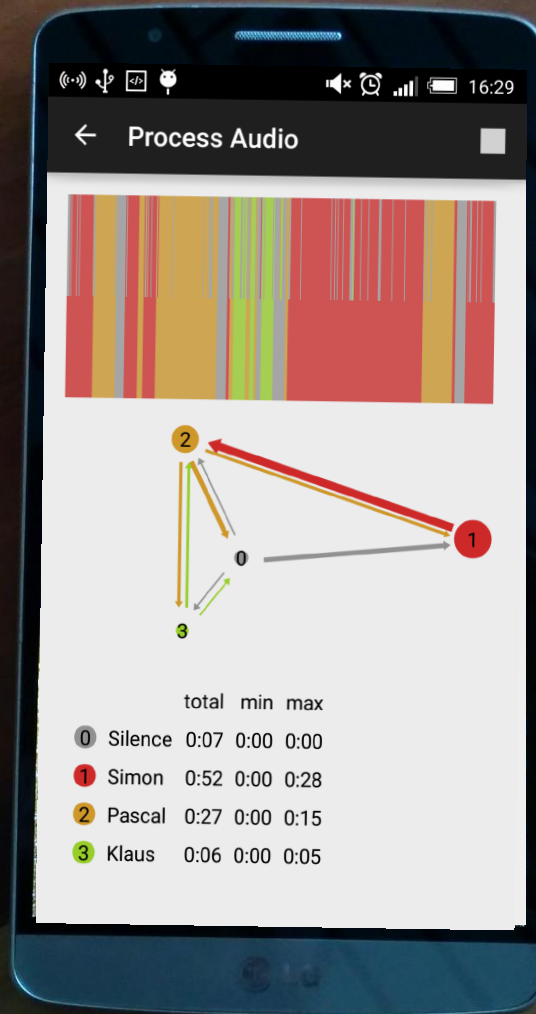 16:29
Process Audio
2
0
1
3
total min max
0 Silence 0:07 0:00 0:00
1 Simon 0:52 0:00 0:28
2 Pascal 0:27 0:00 0:15
3 Klaus 0:06 0:00 0:05
LG